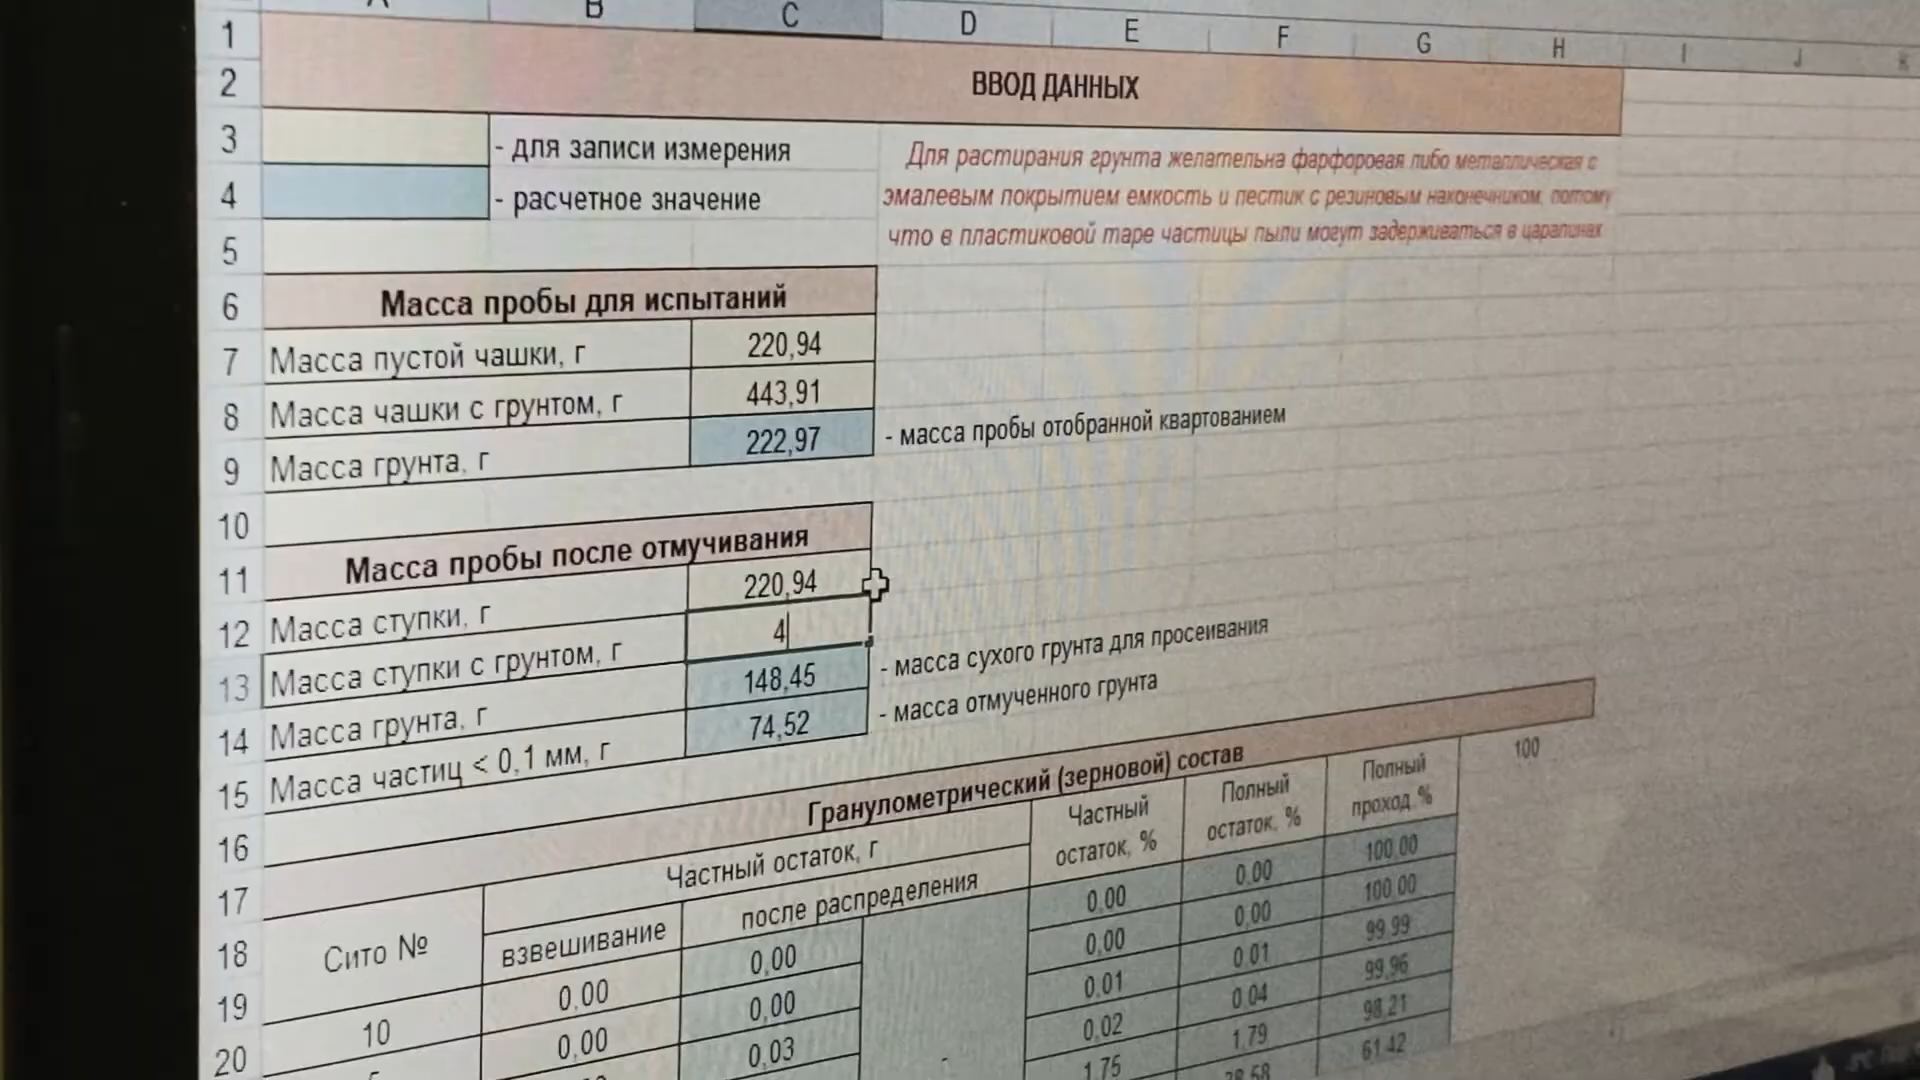 A B C D E F G H I J K
1
2 ВВОД ДАННЫХ
3 - для записи измерения
4 - расчетное значение
Для растирания грунта желательна фарфоровая либо металлическая с
эмалевым покрытием емкость и пестик с резиновым наконечником, потому
что в пластиковой таре частицы пыли могут задерживаться в царапинах
5
6 Масса пробы для испытаний
7 Масса пустой чашки, г 220,94
8 Масса чашки с грунтом, г 443,91
9 Масса грунта, г 222,97 - масса пробы отобранной квартованием
10
11 Масса пробы после отмучивания
12 Масса ступки, г 220,94
13 Масса ступки с грунтом, г 4
14 Масса грунта, г 148,45 - масса сухого грунта для просеивания
15 Масса частиц < 0,1 мм, г 74,52 - масса отмученного грунта
16 Гранулометрический (зерновой) состав
100
17 Частный остаток, г
18 Сито №
взвешивание
после распределения
Частный
остаток, %
Полный
остаток, %
Полный
проход, %
19 10 0,00 0,00 0,00 0,00 100,00
20 0,00 0,00 0,00 0,00 100,00
0,03 0,01 0,01 99,99
0,02 0,04 99,96
1,75 1,79 98,21
38,58 61,42